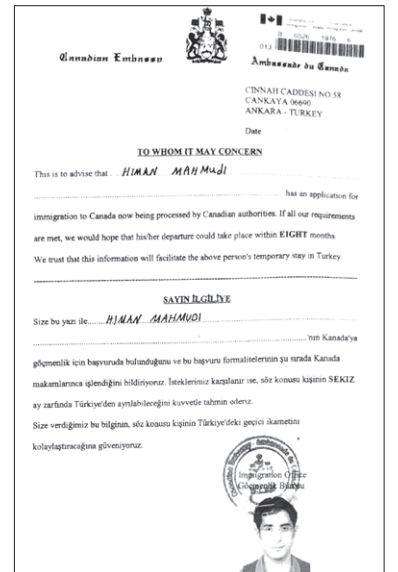 Canadian Embassy
Ambassade du Canada
CINNAH CADDESI NO 58
CANKAYA 06690
ANKARA - TURKEY
Date
TO WHOM IT MAY CONCERN
This is to advise that HIMAN MAHMUDI
has an application for
immigration to Canada now being processed by Canadian authorities. If all our requirements
are met, we would hope that his/her departure could take place within EIGHT months.
We trust that this information will facilitate the above person's temporary stay in Turkey
SAYIN İLGİLİYE
Size bu yazi ile HIMAN MAHMUDI
'nın Kanada'ya
göçmenlik için başvuruda bulunduğunu ve bu başvuru formalitelerinin şu sırada Kanada
makamlarınca işlendiğini bildiriyoruz. İsteklerimiz karşılanır ise, söz konusu kişinin SEKIZ
ay zarfında Türkiye'den ayrılabileceğini kuvvetle tahmin ederiz.
Size verdiğimiz bu bilginin, söz konusu kişinin Türkiye'deki geçici ikametini
kolaylaştıracağına güveniyoruz.
Immigration Office
Göçmenlik Bürosu